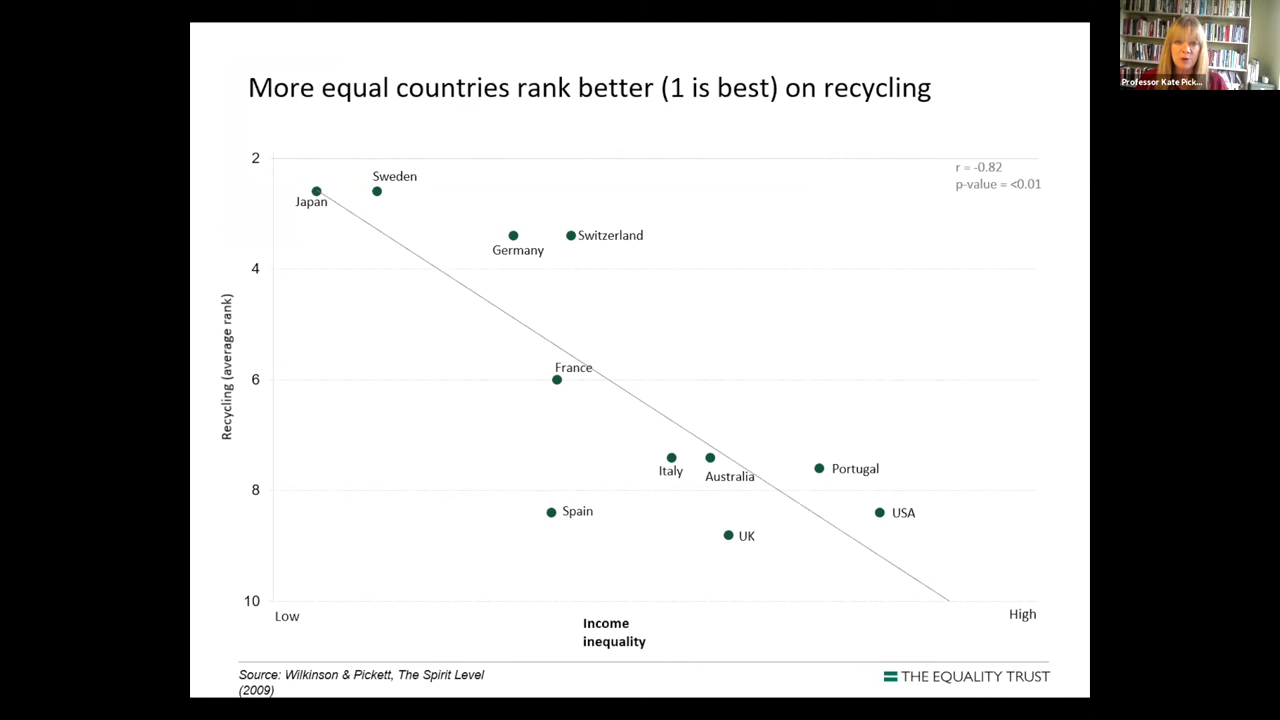 More equal countries rank better (1 is best) on recycling
Professor Kate Pick...
2
r = -0.82
p-value = <0.01
Sweden
Japan
Switzerland
Germany
4
Recycling (average rank)
France
6
Italy
Australia
Portugal
8
Spain
USA
UK
10
Low
High
Income
inequality
Source: Wilkinson & Pickett, The Spirit Level
(2009)
THE EQUALITY TRUST